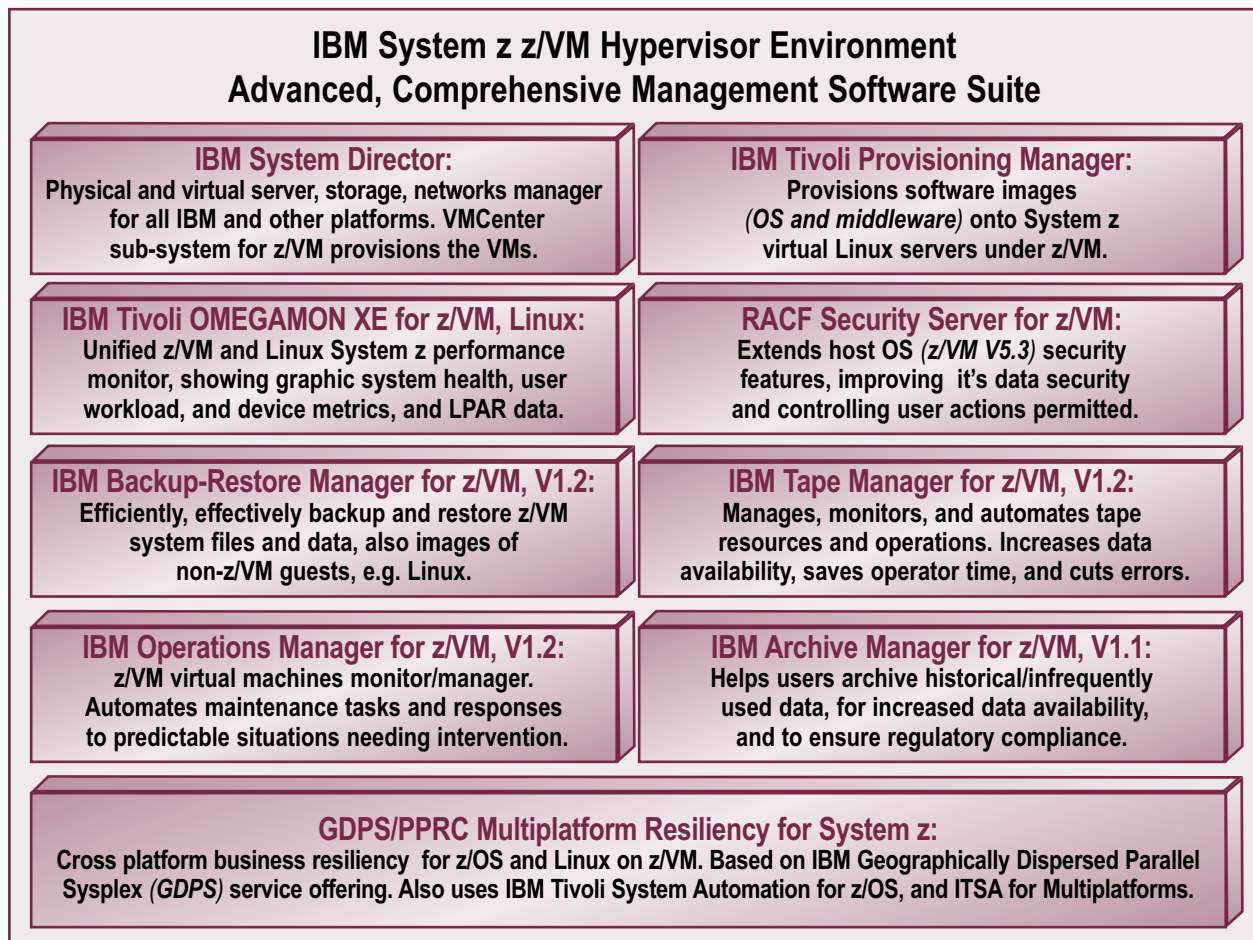 IBM System z z/VM Hypervisor Environment
Advanced, Comprehensive Management Software Suite
IBM System Director:
Physical and virtual server, storage, networks manager
for all IBM and other platforms. VMCenter
sub-system for z/VM provisions the VMs.
IBM Tivoli Provisioning Manager:
Provisions software images
(OS and middleware) onto System z
virtual Linux servers under z/VM.
IBM Tivoli OMEGAMON XE for z/VM, Linux:
Unified z/VM and Linux System z performance
monitor, showing graphic system health, user
workload, and device metrics, and LPAR data.
RACF Security Server for z/VM:
Extends host OS (z/VM V5.3) security
features, improving it's data security
and controlling user actions permitted.
IBM Backup-Restore Manager for z/VM, V1.2:
Efficiently, effectively backup and restore z/VM
system files and data, also images of
non-z/VM guests, e.g. Linux.
IBM Tape Manager for z/VM, V1.2:
Manages, monitors, and automates tape
resources and operations. Increases data
availability, saves operator time, and cuts errors.
IBM Operations Manager for z/VM, V1.2:
z/VM virtual machines monitor/manager.
Automates maintenance tasks and responses
to predictable situations needing intervention.
IBM Archive Manager for z/VM, V1.1:
Helps users archive historical/infrequently
used data, for increased data availability,
and to ensure regulatory compliance.
GDPS/PPRC Multiplatform Resiliency for System z:
Cross platform business resiliency for z/OS and Linux on z/VM. Based on IBM Geographically Dispersed Parallel
Sysplex (GDPS) service offering. Also uses IBM Tivoli System Automation for z/OS, and ITSA for Multiplatforms.